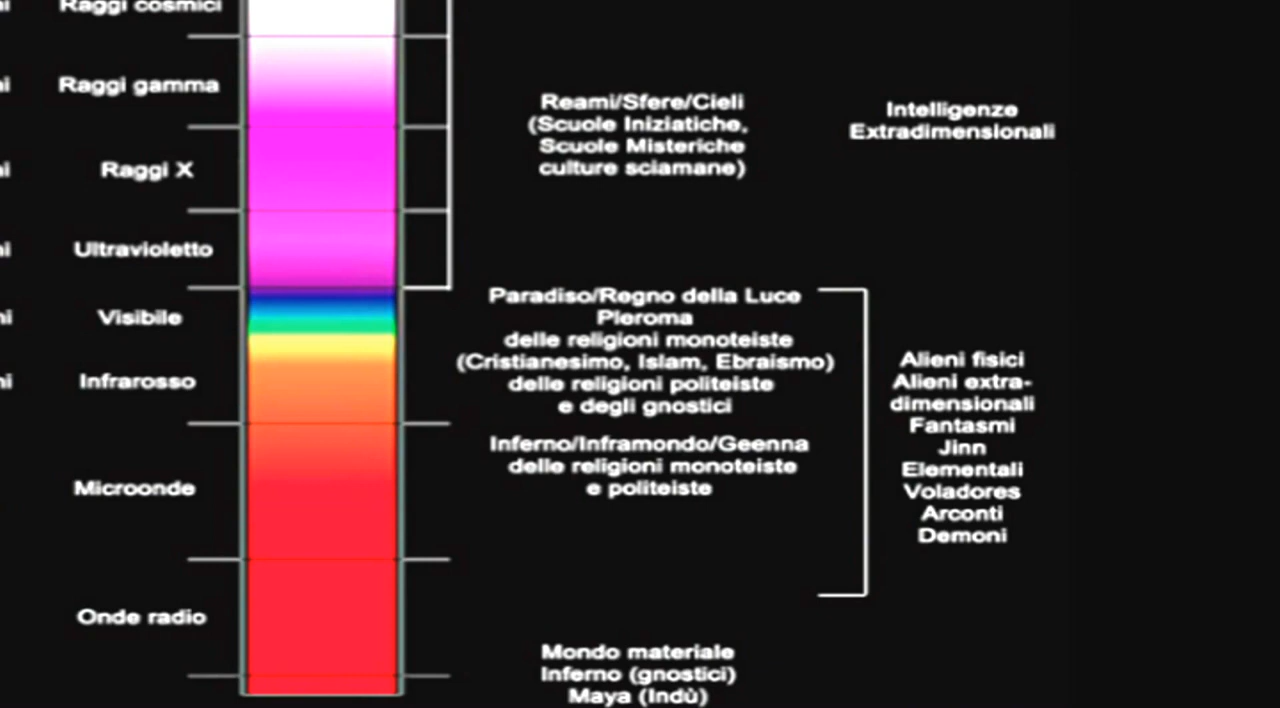 Raggi cosmici
Raggi gamma
Raggi X
Ultravioletto
Visibile
Infrarosso
Microonde
Onde radio
Reami/Sfere/Cieli
(Scuole Iniziatiche,
Scuole Misteriche
culture sciamane)
Intelligenze
Extradimensionali
Paradiso/Regno della Luce
Pleroma
delle religioni monoteiste
(Cristianesimo, Islam, Ebraismo)
delle religioni politeiste
e degli gnostici
Inferno/Inframondo/Geenna
delle religioni monoteiste
e politeiste
Alieni fisici
Alieni extra-
dimensionali
Fantasmi
Jinn
Elementali
Voladores
Arconti
Demoni
Mondo materiale
Inferno (gnostici)
Maya (Indù)